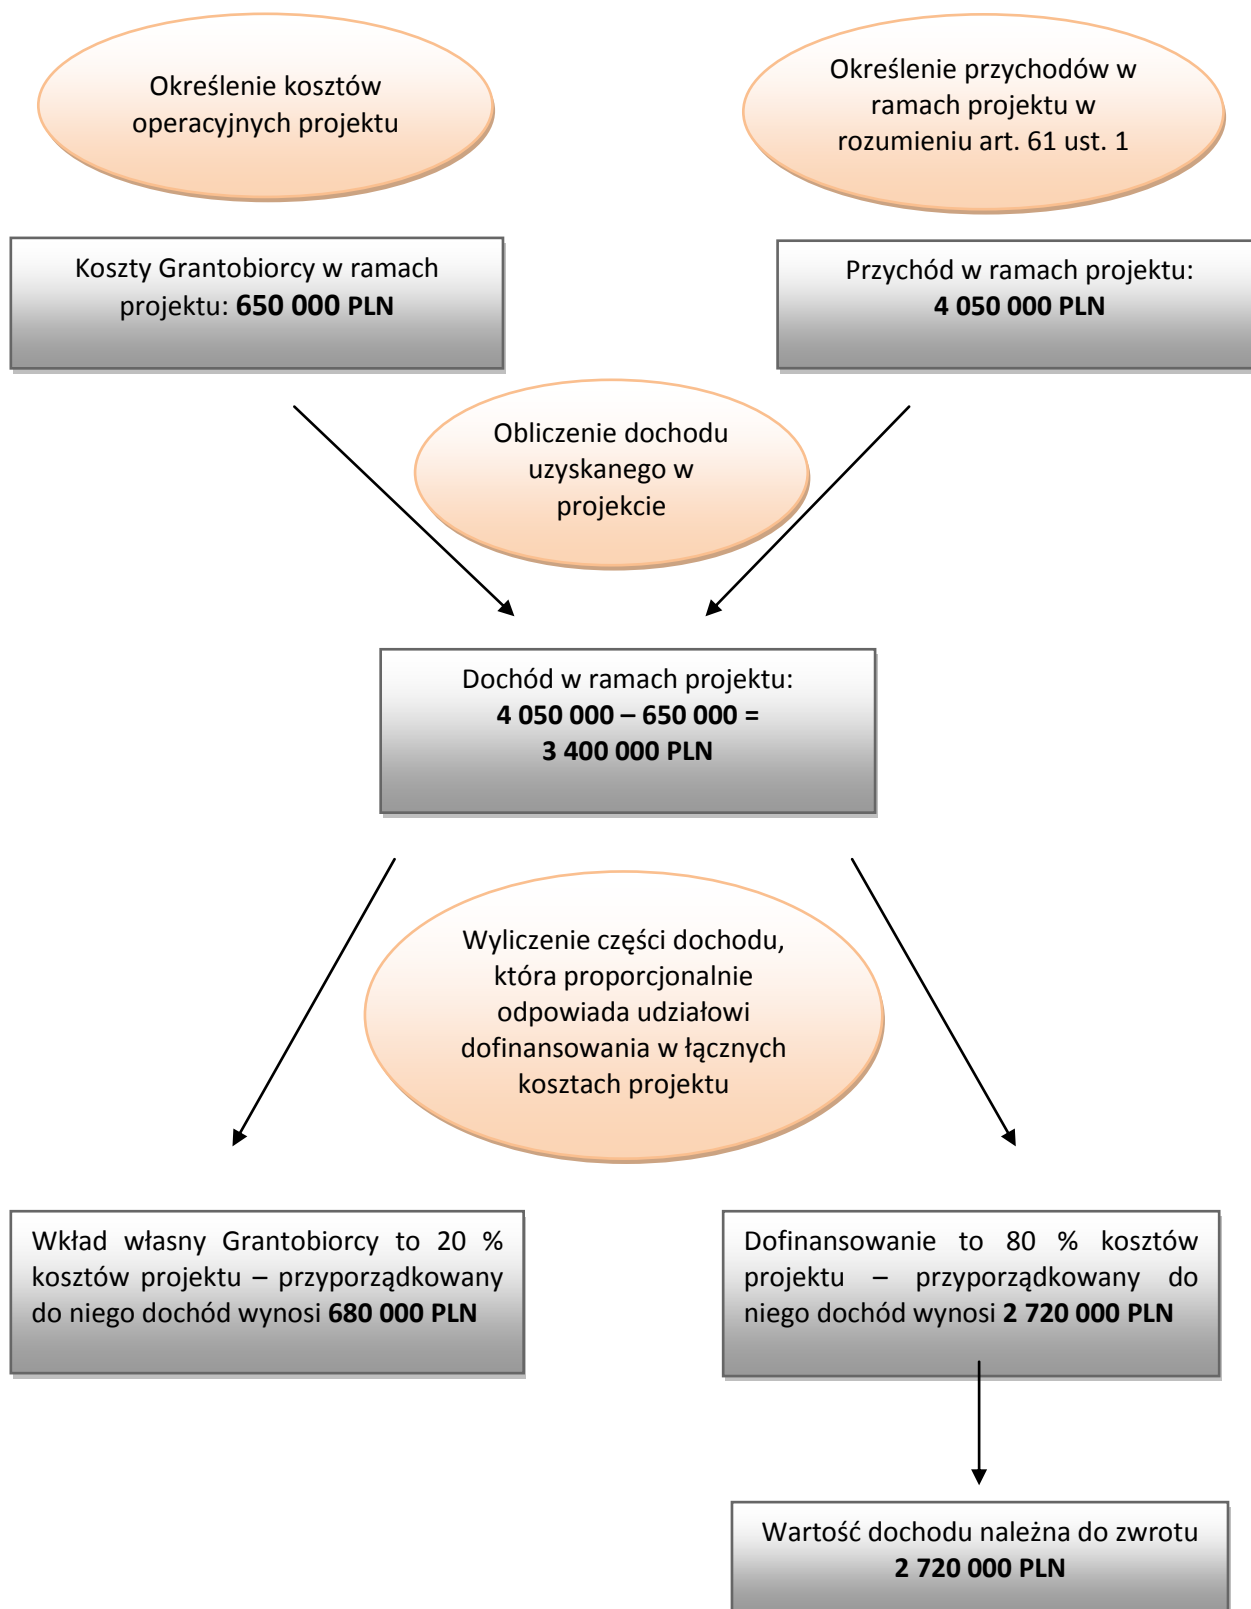 Określenie kosztów
operacyjnych projektu
Określenie przychodów w
ramach projektu w
rozumieniu art. 61 ust. 1
Koszty Grantobiorcy w ramach
projektu: 650 000 PLN
Przychód w ramach projektu:
4 050 000 PLN
Obliczenie dochodu
uzyskanego w
projekcie
Dochód w ramach projektu:
4 050 000 – 650 000 =
3 400 000 PLN
Wyliczenie części dochodu,
która proporcjonalnie
odpowiada udziałowi
dofinansowania w łącznych
kosztach projektu
Wkład własny Grantobiorcy to 20 %
kosztów projektu – przyporządkowany
do niego dochód wynosi 680 000 PLN
Dofinansowanie to 80 % kosztów
projektu – przyporządkowany do
niego dochód wynosi 2 720 000 PLN
Wartość dochodu należna do zwrotu
2 720 000 PLN